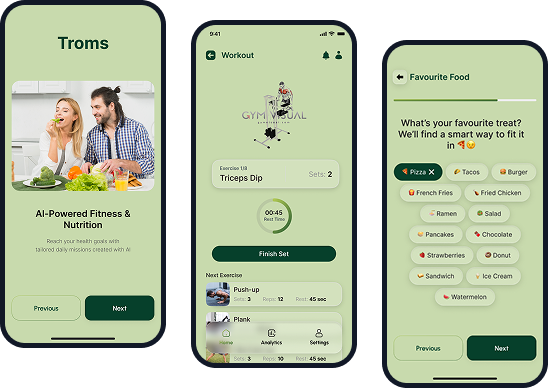 Troms
AI-Powered Fitness &
Nutrition
Reach your health goals with
tailored daily missions created with AI
Previous
Next
9:41
Workout
GYM VISUAL
Exercise 1/8
Triceps Dip
Sets: 2
00:45
Rest Time
Finish Set
Next Exercise
Push-up
Sets: 3 Reps: 12 Rest: 45 sec
Plank
Home
Analytics
Settings
Sets: 3 Reps: 10 Rest: 45 sec
Favourite Food
What's your favourite treat?
We'll find a smart way to fit it
in 🍕😉
🍕 Pizza ✕
🌮 Tacos
🍔 Burger
🍟 French Fries
🍗 Fried Chicken
🍜 Ramen
🥗 Salad
🥞 Pancakes
🍫 Chocolate
🍓 Strawberries
🍩 Donut
🥪 Sandwich
🍦 Ice Cream
🍉 Watermelon
Previous
Next